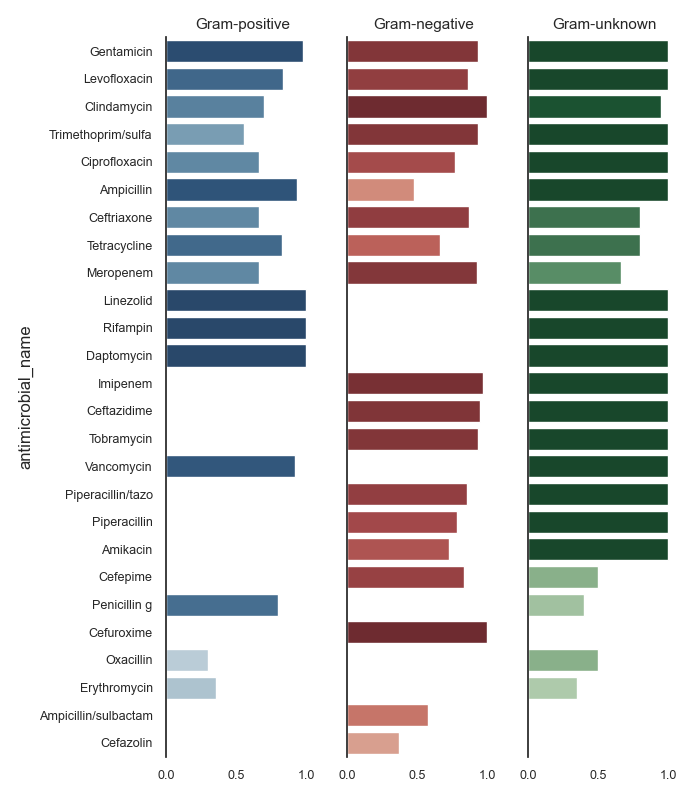 Gram-positive Gram-negative Gram-unknown
antimicrobial_name
Gentamicin
Levofloxacin
Clindamycin
Trimethoprim/sulfa
Ciprofloxacin
Ampicillin
Ceftriaxone
Tetracycline
Meropenem
Linezolid
Rifampin
Daptomycin
Imipenem
Ceftazidime
Tobramycin
Vancomycin
Piperacillin/tazo
Piperacillin
Amikacin
Cefepime
Penicillin g
Cefuroxime
Oxacillin
Erythromycin
Ampicillin/sulbactam
Cefazolin
0.0 0.5 1.0 0.0 0.5 1.0 0.0 0.5 1.0